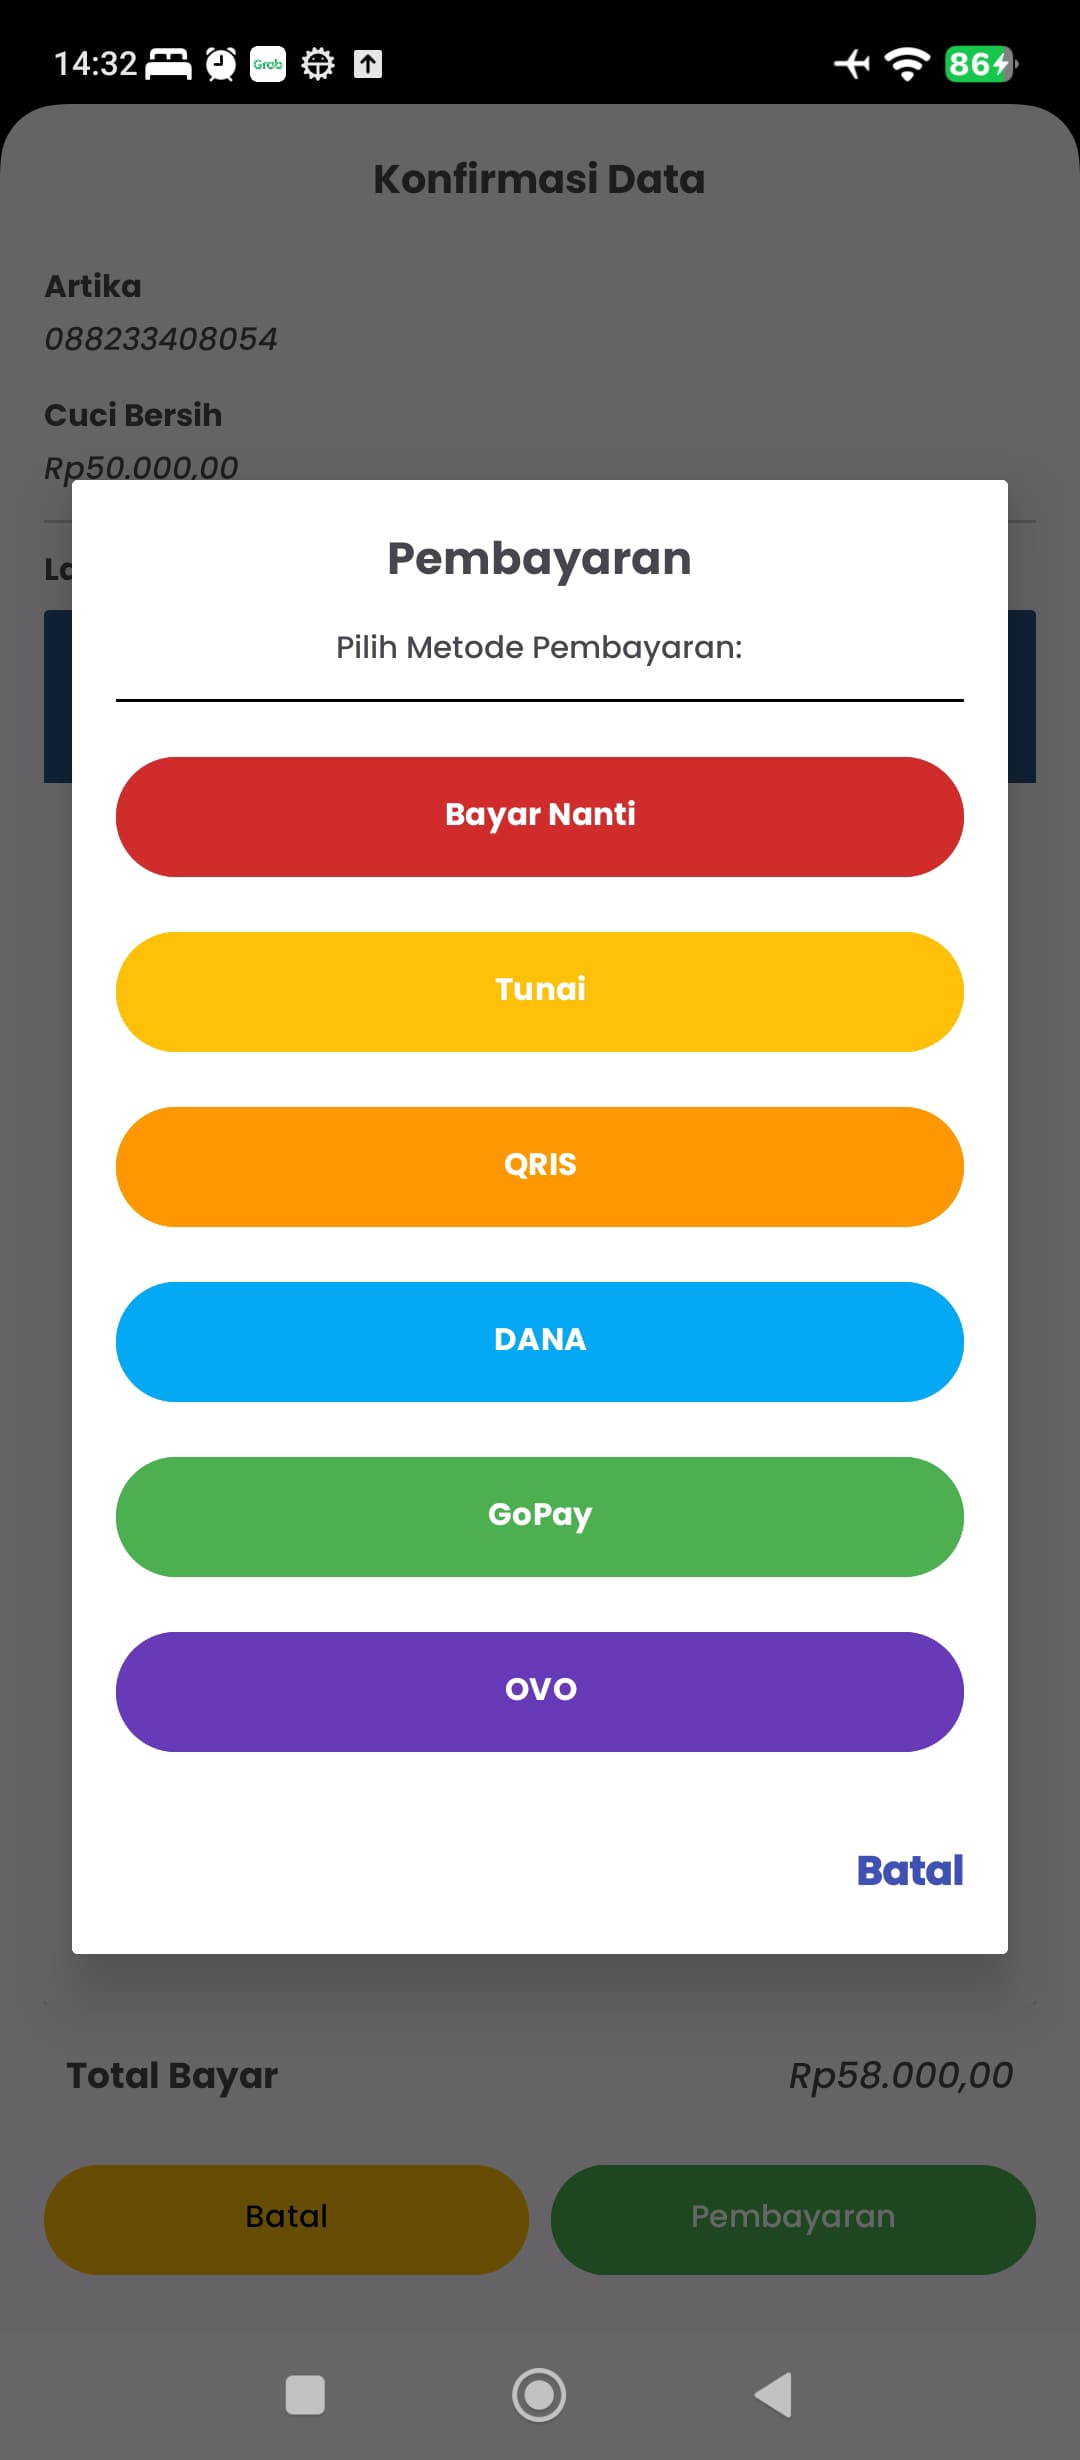 14:32
Grab
86
Konfirmasi Data
Artika
088233408054
Cuci Bersih
Rp50.000,00
Pembayaran
Pilih Metode Pembayaran:
Bayar Nanti
Tunai
QRIS
DANA
GoPay
OVO
Batal
Total Bayar Rp58.000,00
Batal Pembayaran